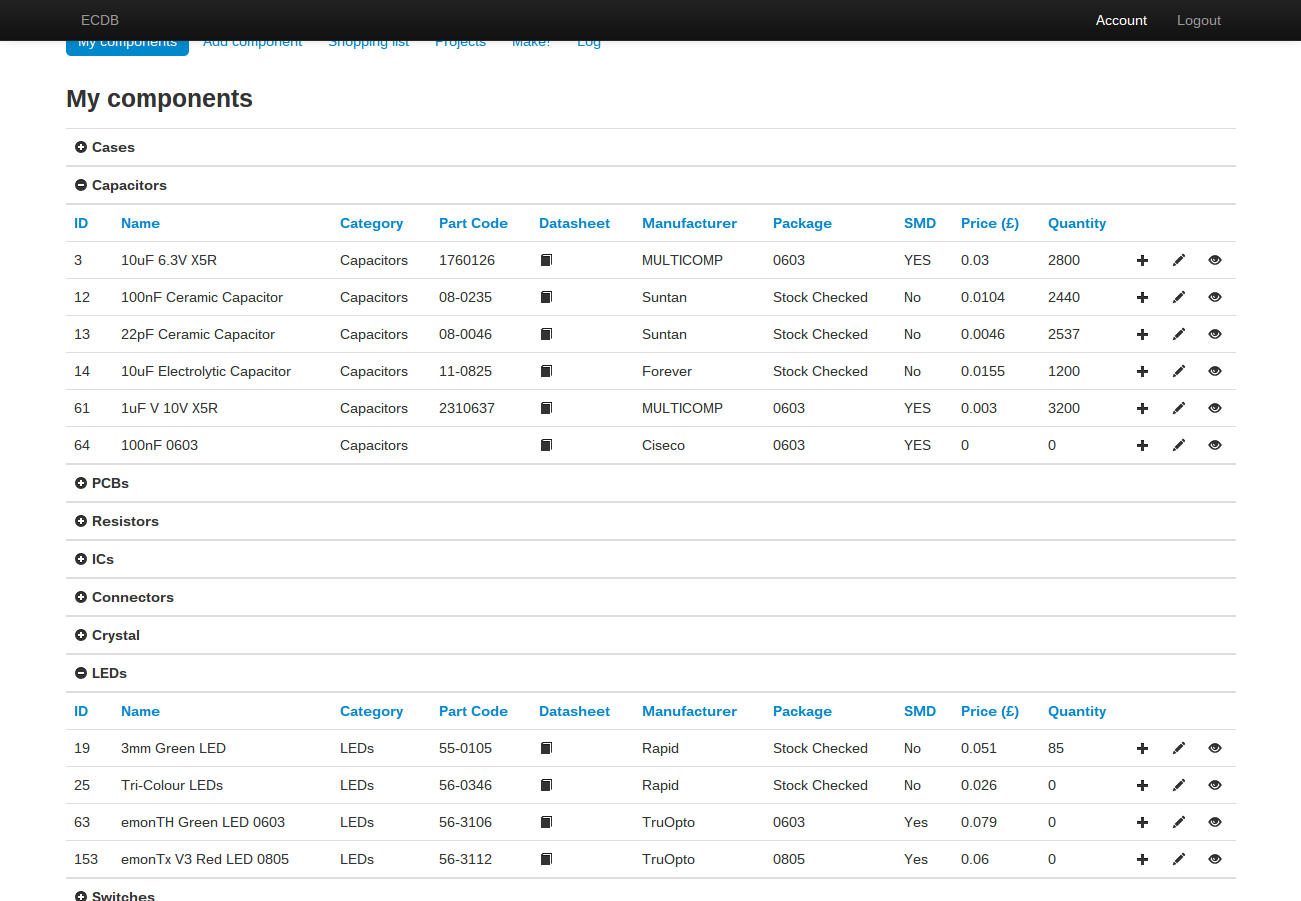 ECDB Account Logout
My components Add component Shopping list Projects Make! Log
My components
Cases
Capacitors
ID Name Category Part Code Datasheet Manufacturer Package SMD Price (£) Quantity
3 10uF 6.3V X5R Capacitors 1760126 MULTICOMP 0603 YES 0.03 2800
12 100nF Ceramic Capacitor Capacitors 08-0235 Suntan Stock Checked No 0.0104 2440
13 22pF Ceramic Capacitor Capacitors 08-0046 Suntan Stock Checked No 0.0046 2537
14 10uF Electrolytic Capacitor Capacitors 11-0825 Forever Stock Checked No 0.0155 1200
61 1uF V 10V X5R Capacitors 2310637 MULTICOMP 0603 YES 0.003 3200
64 100nF 0603 Capacitors Ciseco 0603 YES 0 0
PCBs
Resistors
ICs
Connectors
Crystal
LEDs
ID Name Category Part Code Datasheet Manufacturer Package SMD Price (£) Quantity
19 3mm Green LED LEDs 55-0105 Rapid Stock Checked No 0.051 85
25 Tri-Colour LEDs LEDs 56-0346 Rapid Stock Checked No 0.026 0
63 emonTH Green LED 0603 LEDs 56-3106 TruOpto 0603 Yes 0.079 0
153 emonTx V3 Red LED 0805 LEDs 56-3112 TruOpto 0805 Yes 0.06 0
Switches